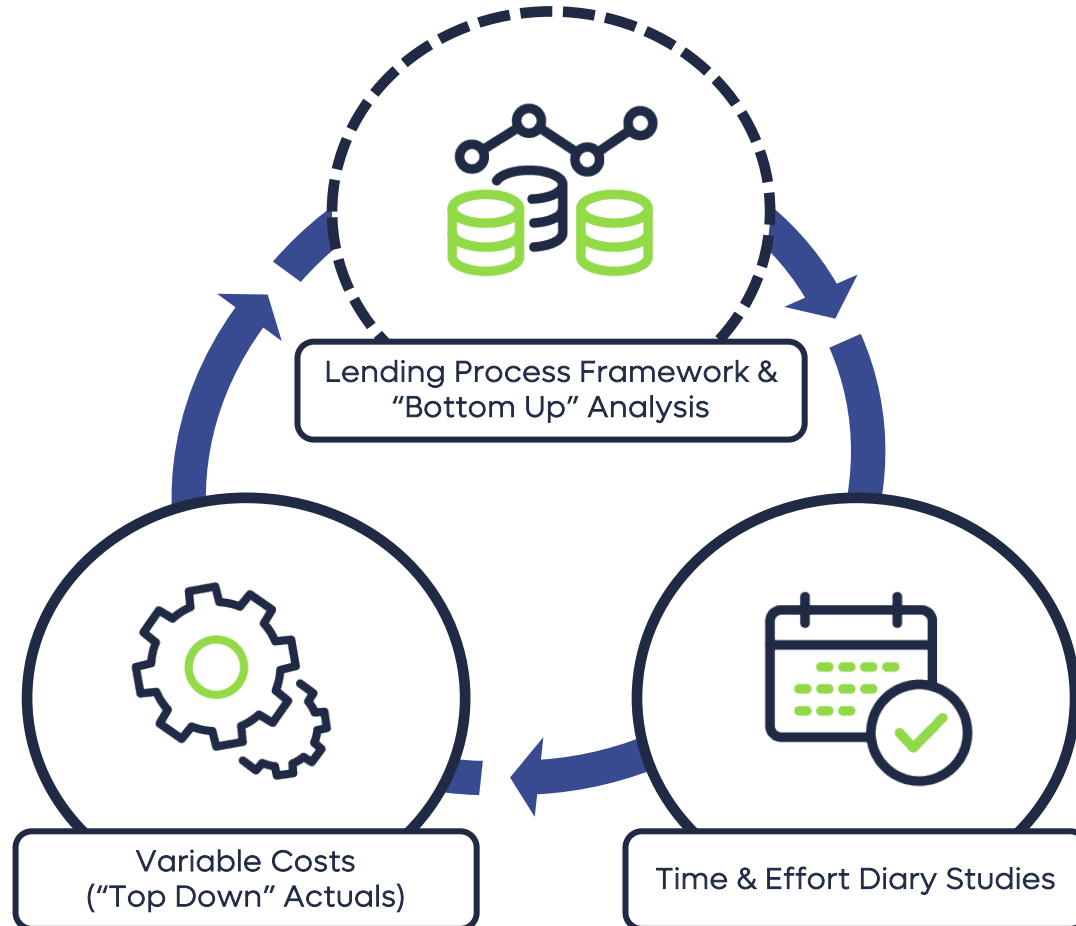 Lending Process Framework &
“Bottom Up” Analysis
Variable Costs
(“Top Down” Actuals)
Time & Effort Diary Studies